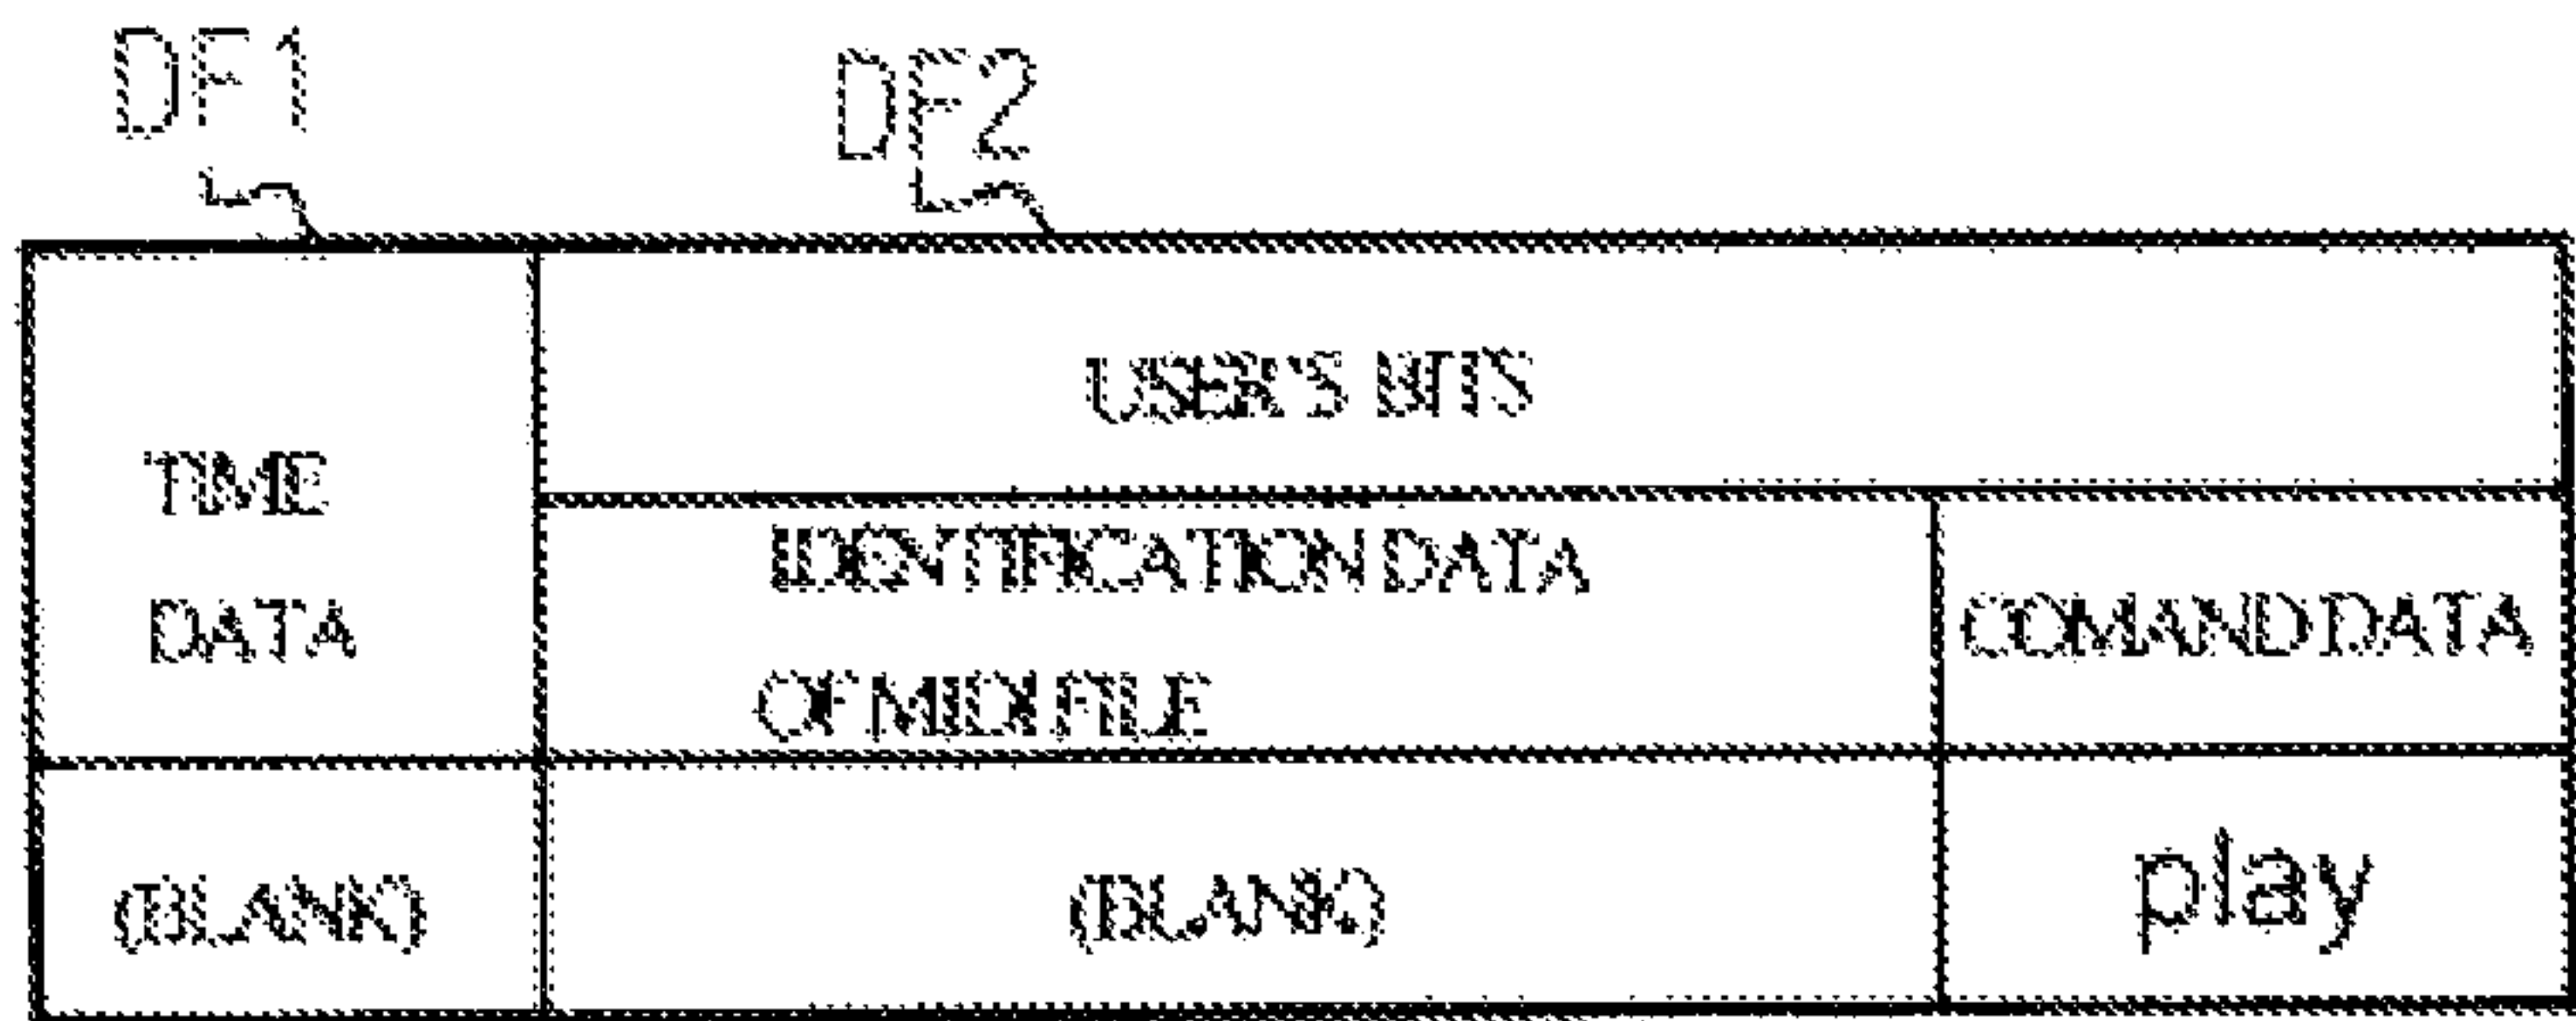 DF1
DF2
USER'S BITS
TIME
DATA
IDENTIFICATION DATA
OF MIDI FILE
COMAND DATA
(BLANK)
(BLANK)
play